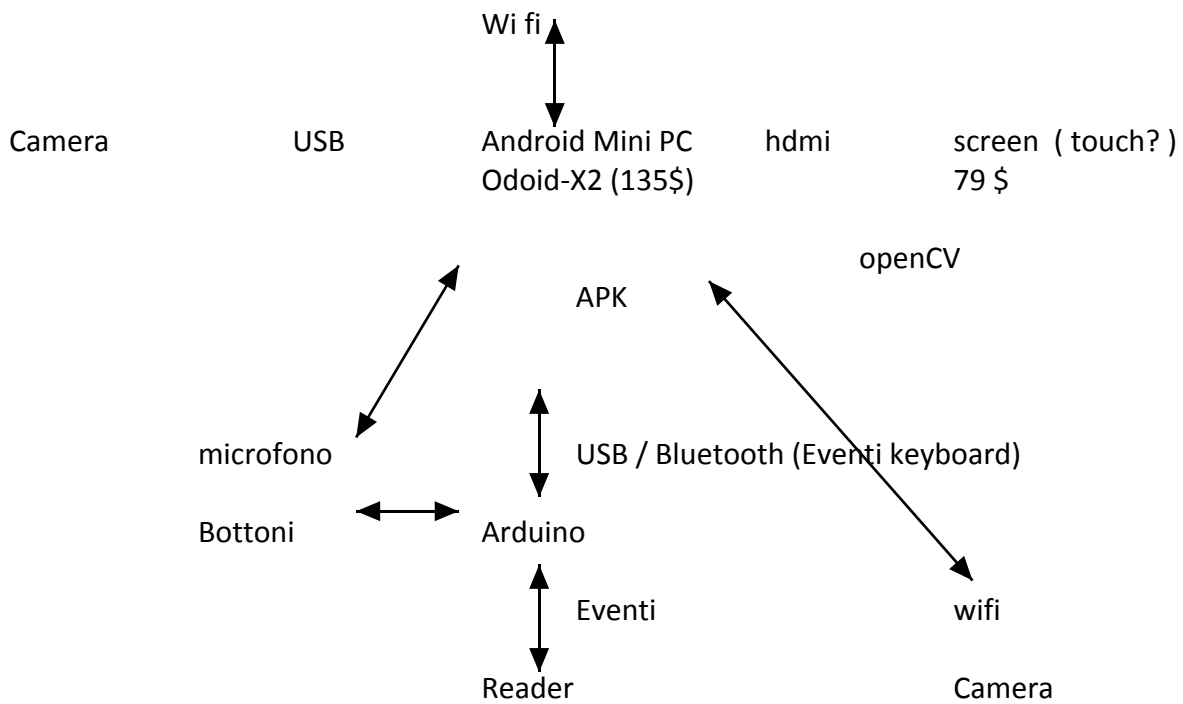 Wi fi
Camera USB Android Mini PC hdmi screen ( touch? )
Odoid-X2 (135$) 79 $
openCV
APK
microfono USB / Bluetooth (Eventi keyboard)
Bottoni Arduino
Eventi wifi
Reader Camera